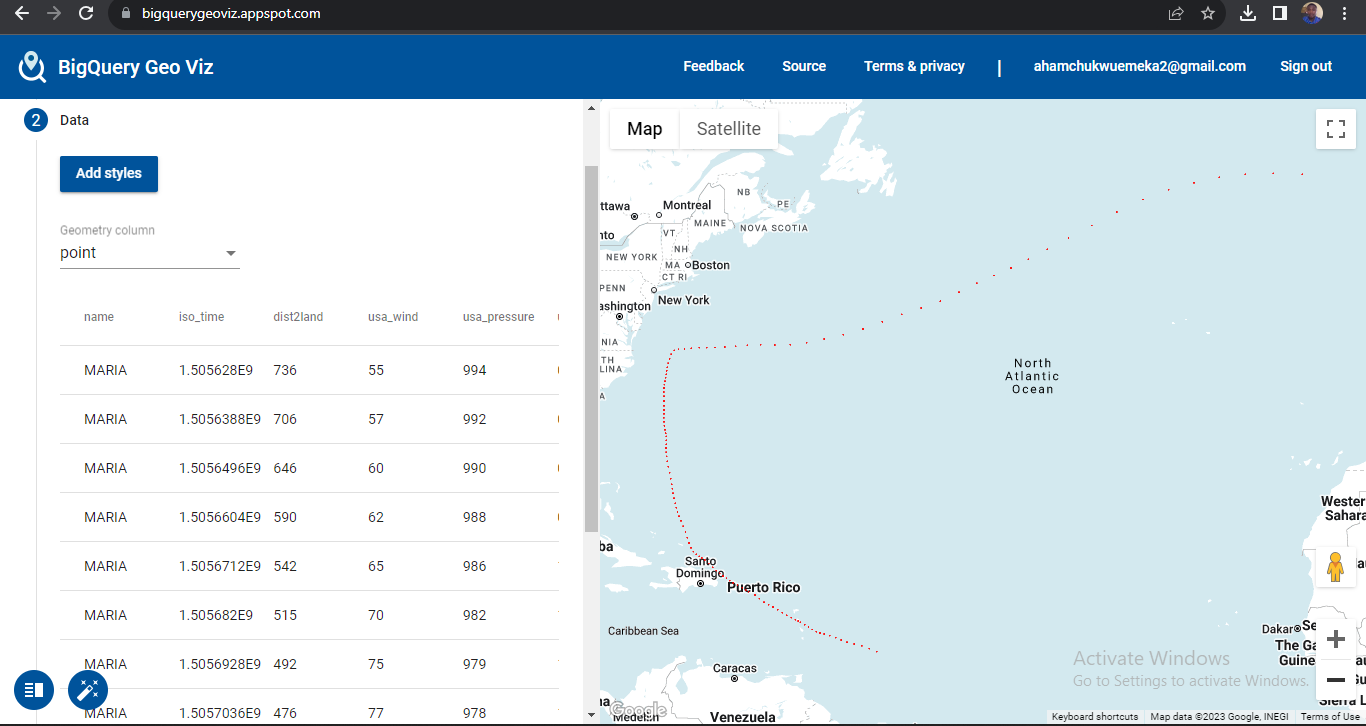 bigquerygeoviz.appspot.com
BigQuery Geo Viz
Feedback Source Terms & privacy | ahamchukwuemeka2@gmail.com Sign out
2 Data
Add styles
Geometry column
point
name iso_time dist2land usa_wind usa_pressure
MARIA 1.505628E9 736 55 994
MARIA 1.5056388E9 706 57 992
MARIA 1.5056496E9 646 60 990
MARIA 1.5056604E9 590 62 988
MARIA 1.5056712E9 542 65 986
MARIA 1.505682E9 515 70 982
MARIA 1.5056928E9 492 75 979
MARIA 1.5057036E9 476 77 978
Map Satellite
NB
ttawa Montreal PE
MAINE NOVA SCOTIA
nto VT
NH
NEW YORK
MA Boston
CT RI
PENN
New York
ashington
NIA
TH
LINA
A
North
Atlantic
Ocean
Wester
Sahara
ba
Santo
Domingo
Puerto Rico
Caribbean Sea
Dakar Se
The Ga
Guine au
Caracas
Gu
Sierra L
na
Medellín Venezuela
Google
Activate Windows
Go to Settings to activate Windows.
Keyboard shortcuts Map data ©2023 Google, INEGI Terms of Use